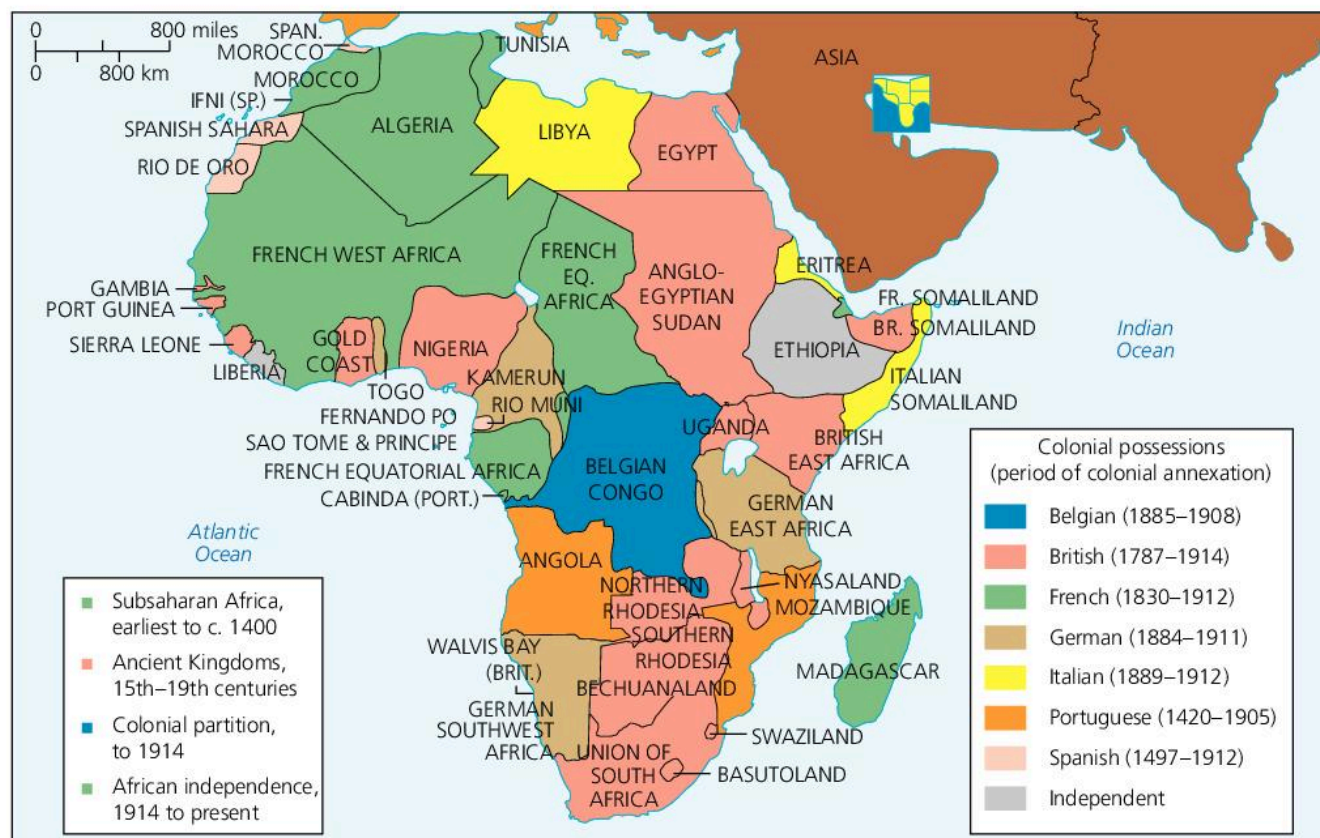 0 800 miles
0 800 km
SPAN.
MOROCCO
TUNISIA
ASIA
MOROCCO
IFNI (SP.)
SPANISH SAHARA
ALGERIA
LIBYA
EGYPT
RIO DE ORO
FRENCH WEST AFRICA
FRENCH
EQ.
AFRICA
ANGLO-
EGYPTIAN
SUDAN
ERITREA
GAMBIA
PORT GUINEA
FR. SOMALILAND
BR. SOMALILAND
SIERRA LEONE
LIBERIA
GOLD
COAST
NIGERIA
ETHIOPIA
Indian
Ocean
TOGO
KAMERUN
RIO MUNI
ITALIAN
SOMALILAND
FERNANDO PO
SAO TOME & PRINCIPE
UGANDA
BRITISH
EAST AFRICA
FRENCH EQUATORIAL AFRICA
CABINDA (PORT.)
BELGIAN
CONGO
GERMAN
EAST AFRICA
Atlantic
Ocean
ANGOLA
NORTHERN
RHODESIA
NYASALAND
MOZAMBIQUE
SOUTHERN
RHODESIA
WALVIS BAY
(BRIT.)
BECHUANALAND
MADAGASCAR
GERMAN
SOUTHWEST
AFRICA
SWAZILAND
UNION OF
SOUTH
AFRICA
BASUTOLAND
Subsaharan Africa,
earliest to c. 1400
Ancient Kingdoms,
15th–19th centuries
Colonial partition,
to 1914
African independence,
1914 to present
Colonial possessions
(period of colonial annexation)
Belgian (1885–1908)
British (1787–1914)
French (1830–1912)
German (1884–1911)
Italian (1889–1912)
Portuguese (1420–1905)
Spanish (1497–1912)
Independent